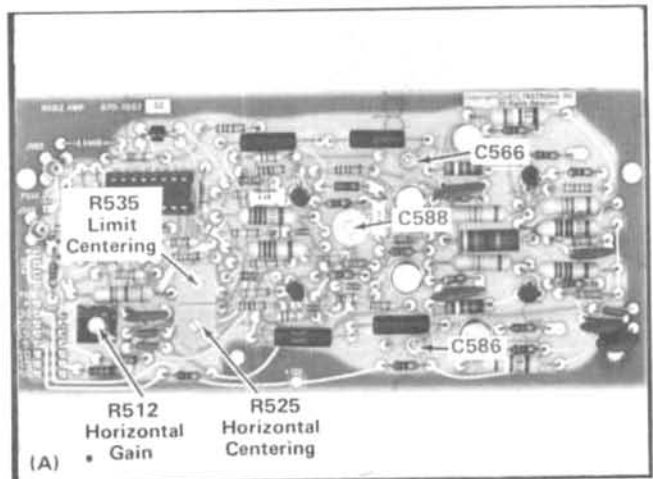 C566
R535
Limit
Centering
C588
C586
R512
Horizontal
• Gain
R525
Horizontal
Centering
(A)